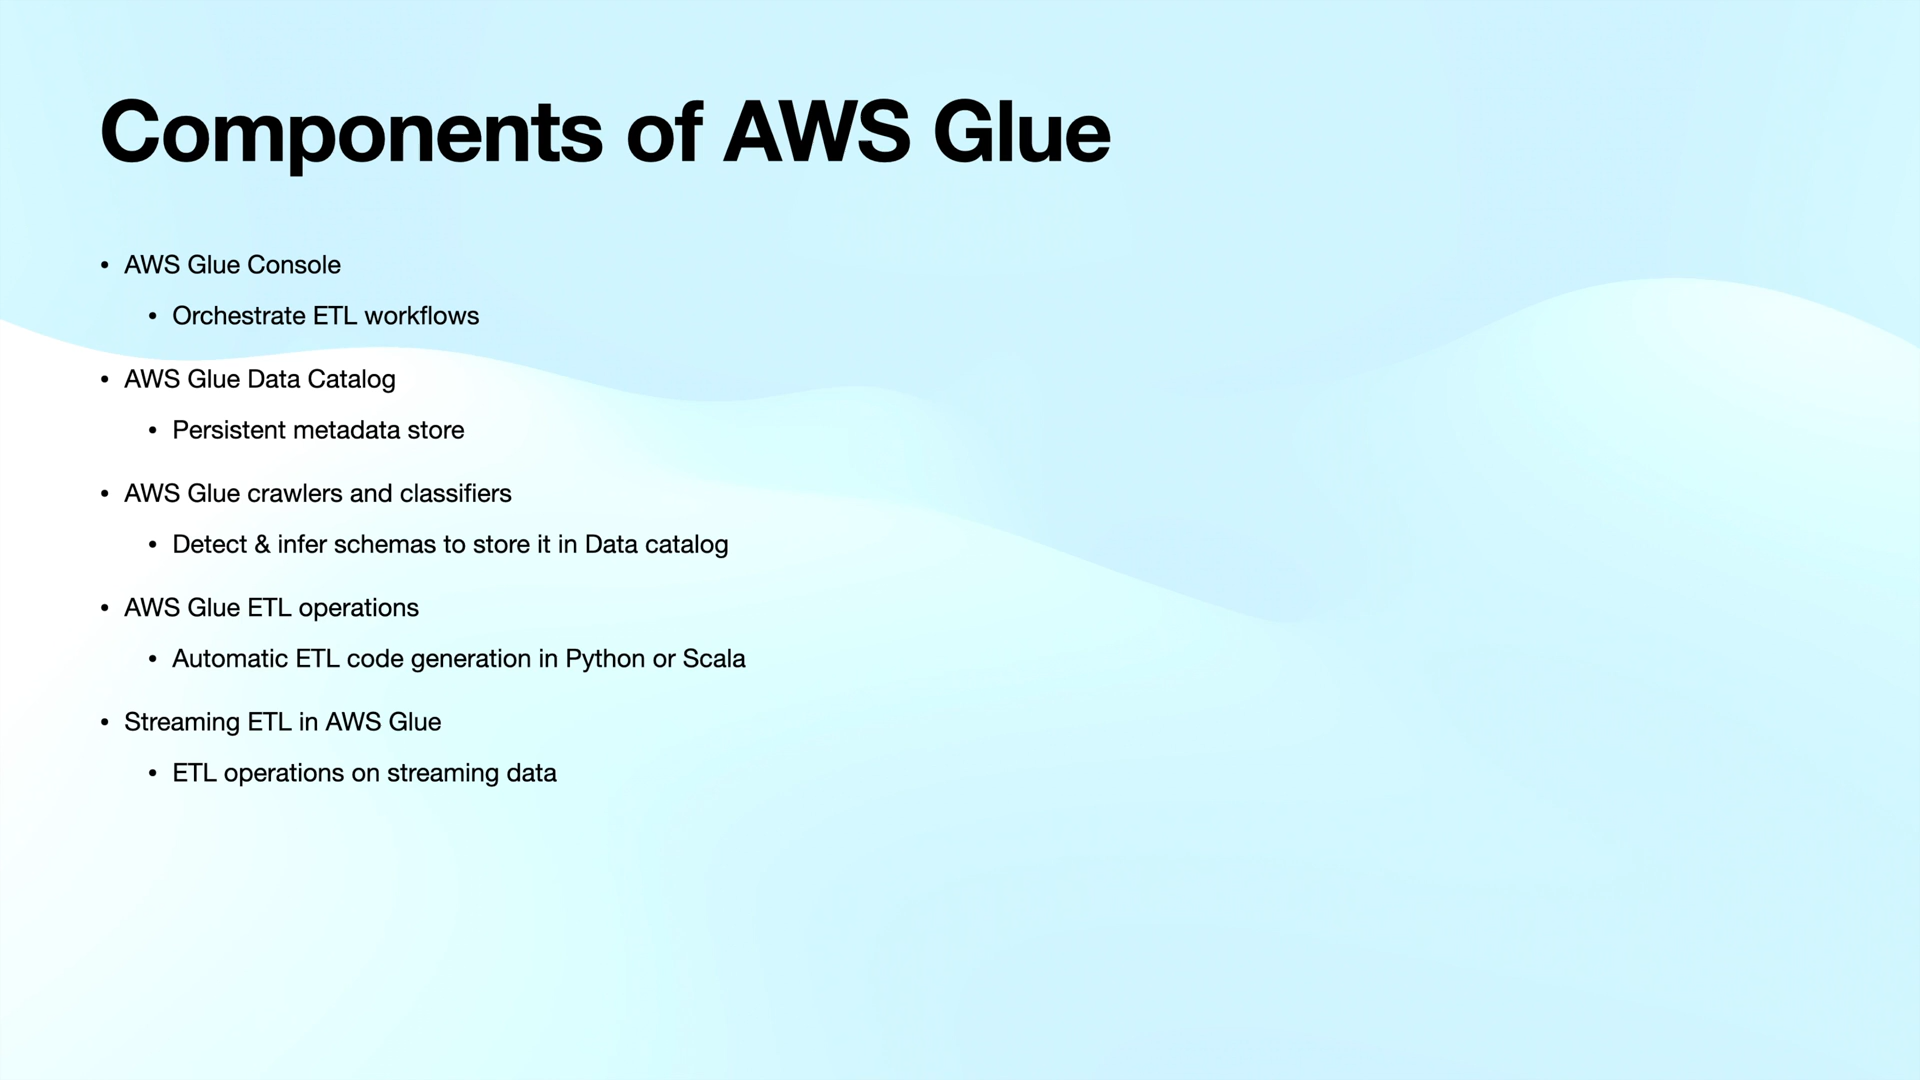 Components of AWS Glue
• AWS Glue Console
• Orchestrate ETL workflows
• AWS Glue Data Catalog
• Persistent metadata store
• AWS Glue crawlers and classifiers
• Detect & infer schemas to store it in Data catalog
• AWS Glue ETL operations
• Automatic ETL code generation in Python or Scala
• Streaming ETL in AWS Glue
• ETL operations on streaming data